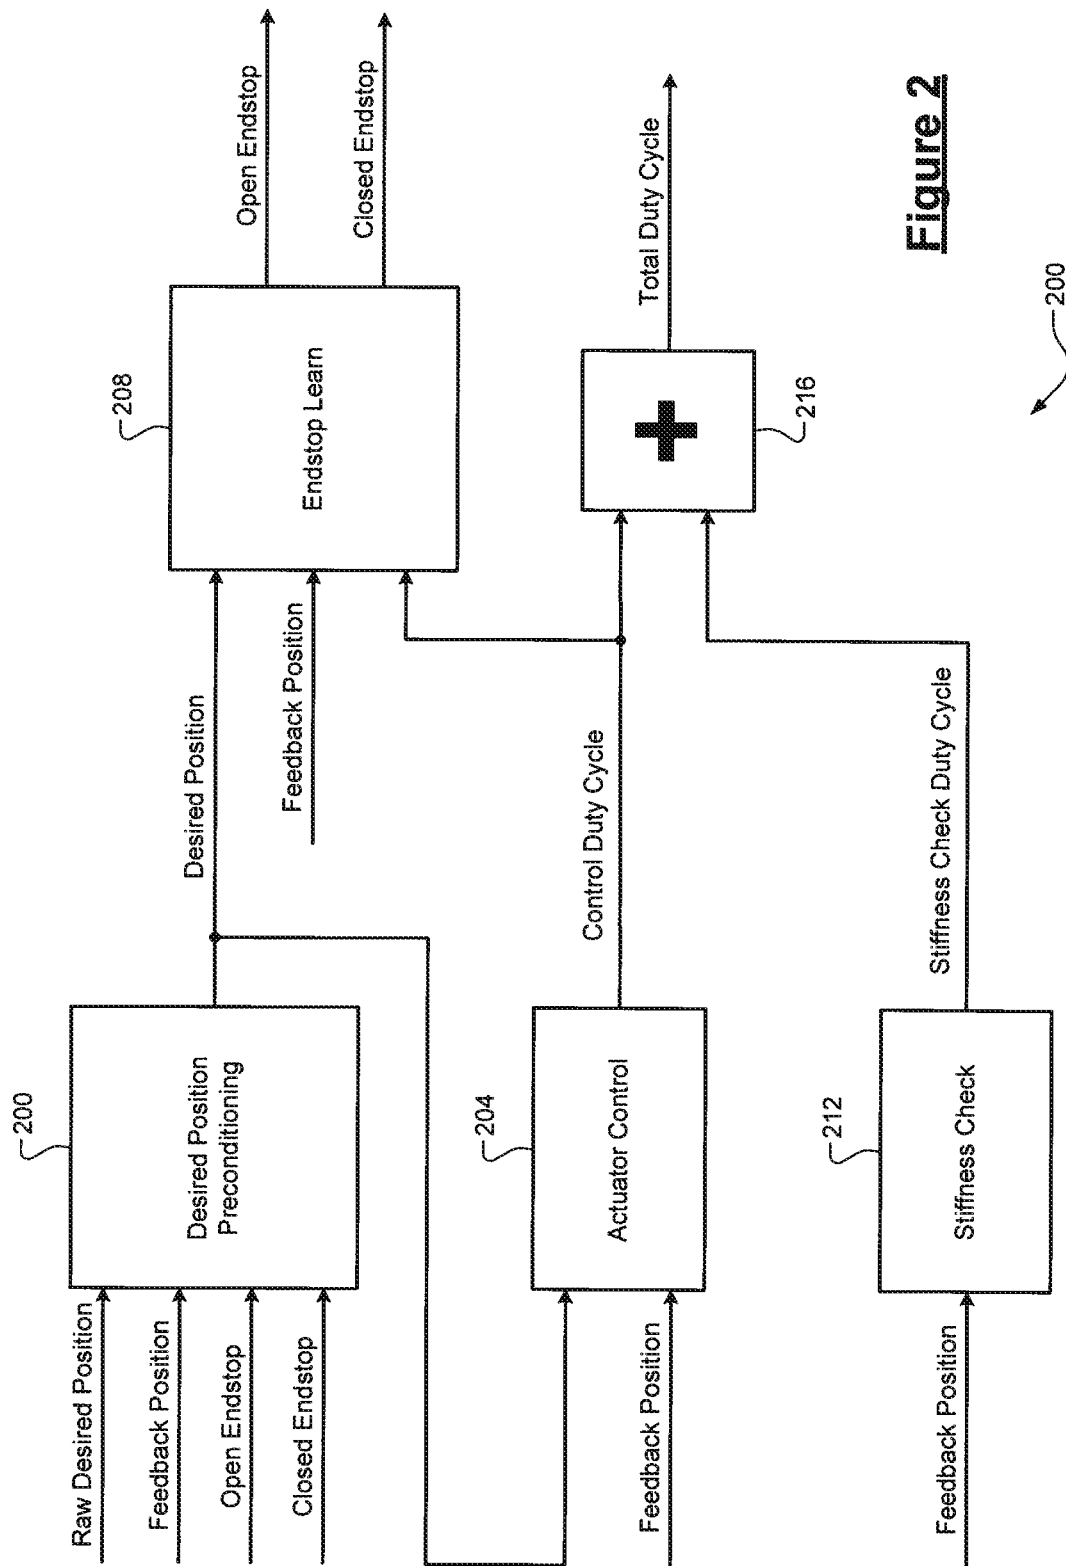 Raw Desired Position
Feedback Position
Open Endstop
Closed Endstop
200
Desired Position
Preconditioning
Desired Position
Feedback Position
208
Endstop Learn
Open Endstop
Closed Endstop
Feedback Position
204
Actuator Control
Control Duty Cycle
216
Total Duty Cycle
Feedback Position
212
Stiffness Check
Stiffness Check Duty Cycle
200
Figure 2